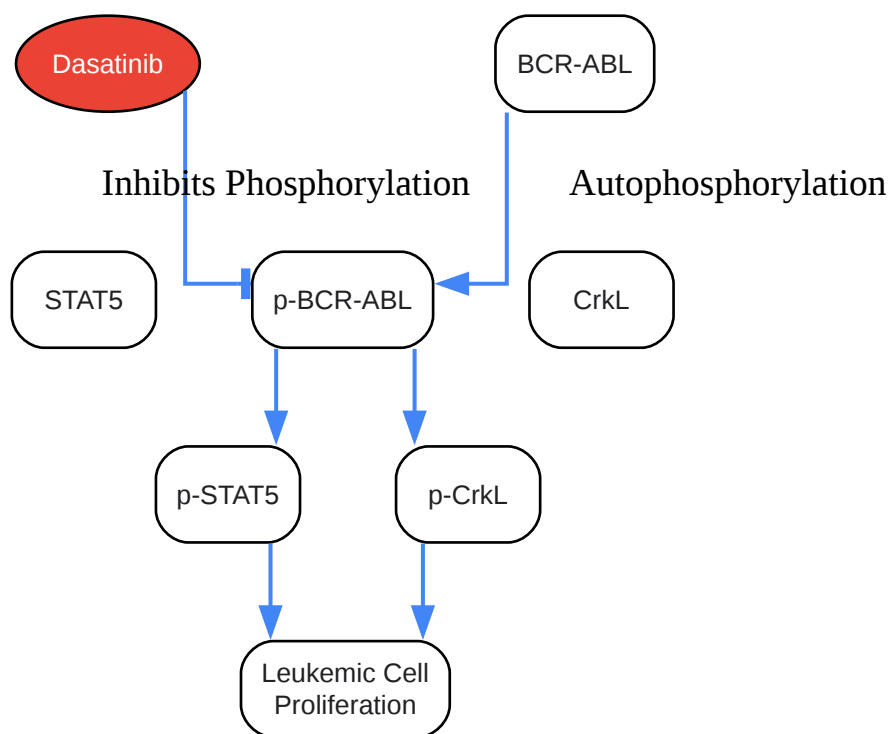 Dasatinib
BCR-ABL
Inhibits Phosphorylation
Autophosphorylation
STAT5
p-BCR-ABL
CrkL
p-STAT5
p-CrkL
Leukemic Cell
Proliferation